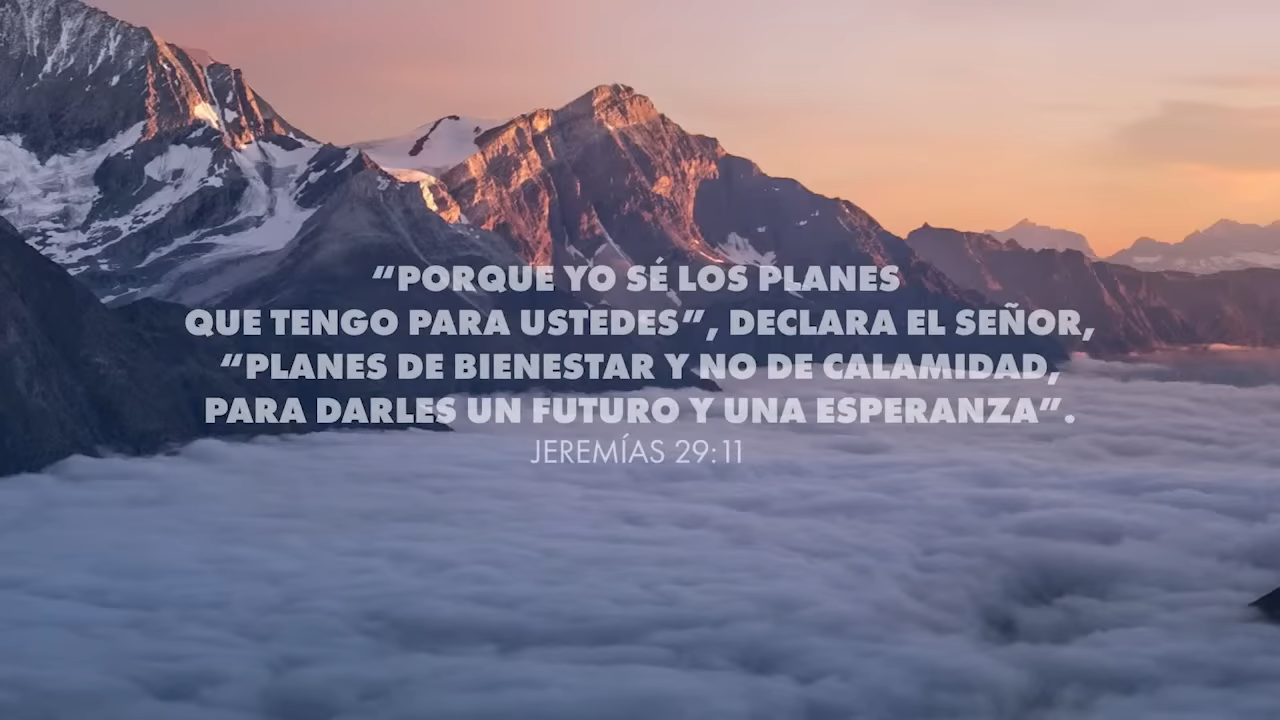 “PORQUE YO SÉ LOS PLANES
QUE TENGO PARA USTEDES”, DECLARA EL SEÑOR,
“PLANES DE BIENESTAR Y NO DE CALAMIDAD,
PARA DARLES UN FUTURO Y UNA ESPERANZA”.
JEREMÍAS 29:11